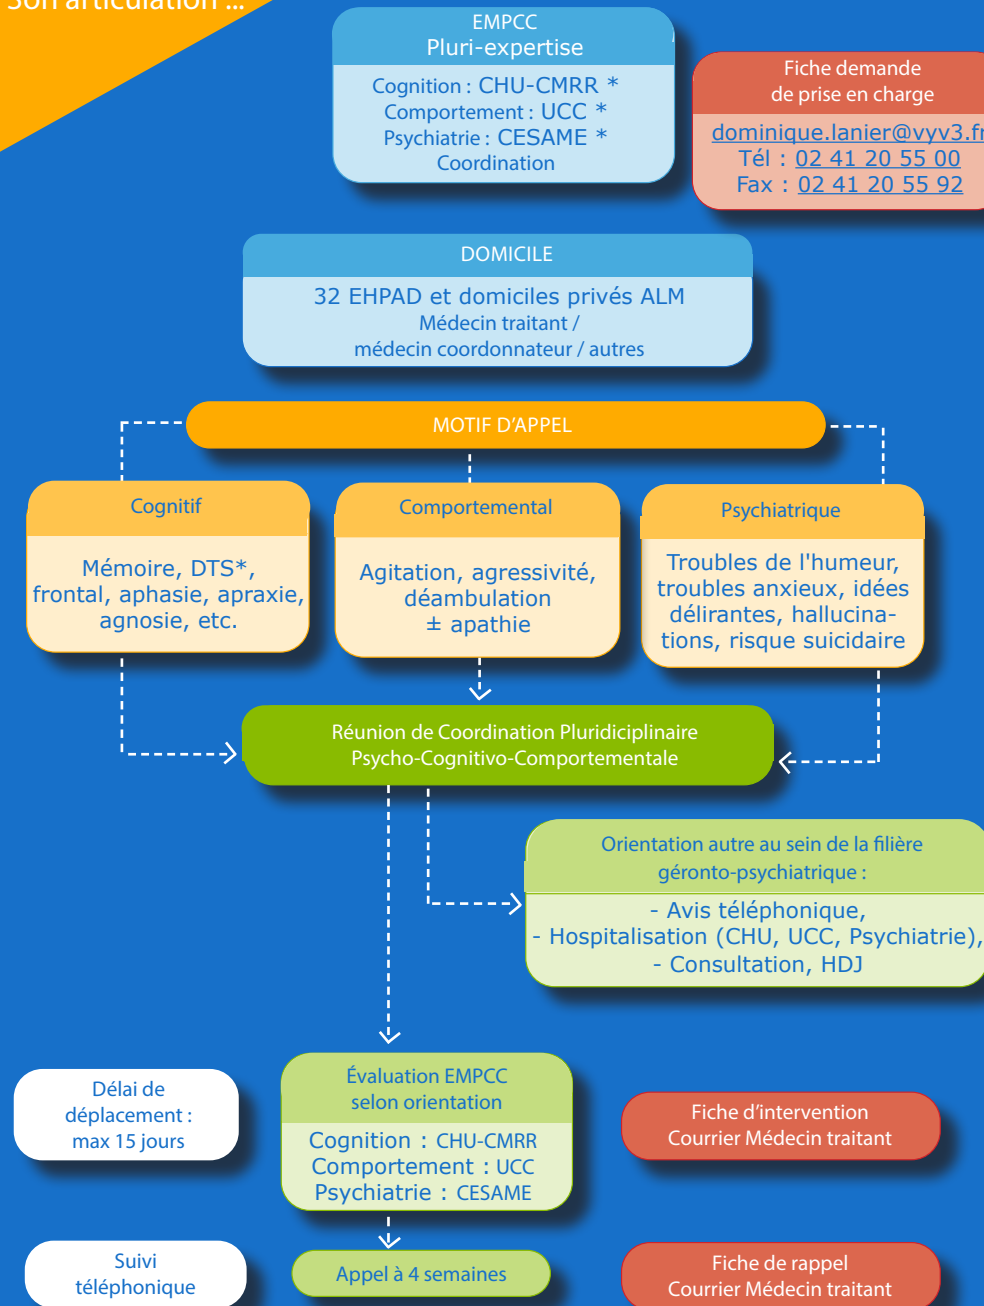 Son articulation ...
EMPCC
Pluri-expertise
Cognition : CHU-CMRR *
Comportement : UCC *
Psychiatrie : CESAME *
Coordination
Fiche demande
de prise en charge
dominique.lanier@vyv3.fr
Tél : 02 41 20 55 00
Fax : 02 41 20 55 92
DOMICILE
32 EHPAD et domiciles privés ALM
Médecin traitant /
médecin coordonnateur / autres
MOTIF D'APPEL
Cognitif
Mémoire, DTS*,
frontal, aphasie, apraxie,
agnosie, etc.
Comportemental
Agitation, agressivité,
déambulation
± apathie
Psychiatrique
Troubles de l'humeur,
troubles anxieux, idées
délirantes, hallucina-
tions, risque suicidaire
Réunion de Coordination Pluridiciplinaire
Psycho-Cognitivo-Comportementale
Orientation autre au sein de la filière
géronto-psychiatrique :
- Avis téléphonique,
- Hospitalisation (CHU, UCC, Psychiatrie),
- Consultation, HDJ
Délai de
déplacement :
max 15 jours
Évaluation EMPCC
selon orientation
Cognition : CHU-CMRR
Comportement : UCC
Psychiatrie : CESAME
Fiche d'intervention
Courrier Médecin traitant
Suivi
téléphonique
Appel à 4 semaines
Fiche de rappel
Courrier Médecin traitant